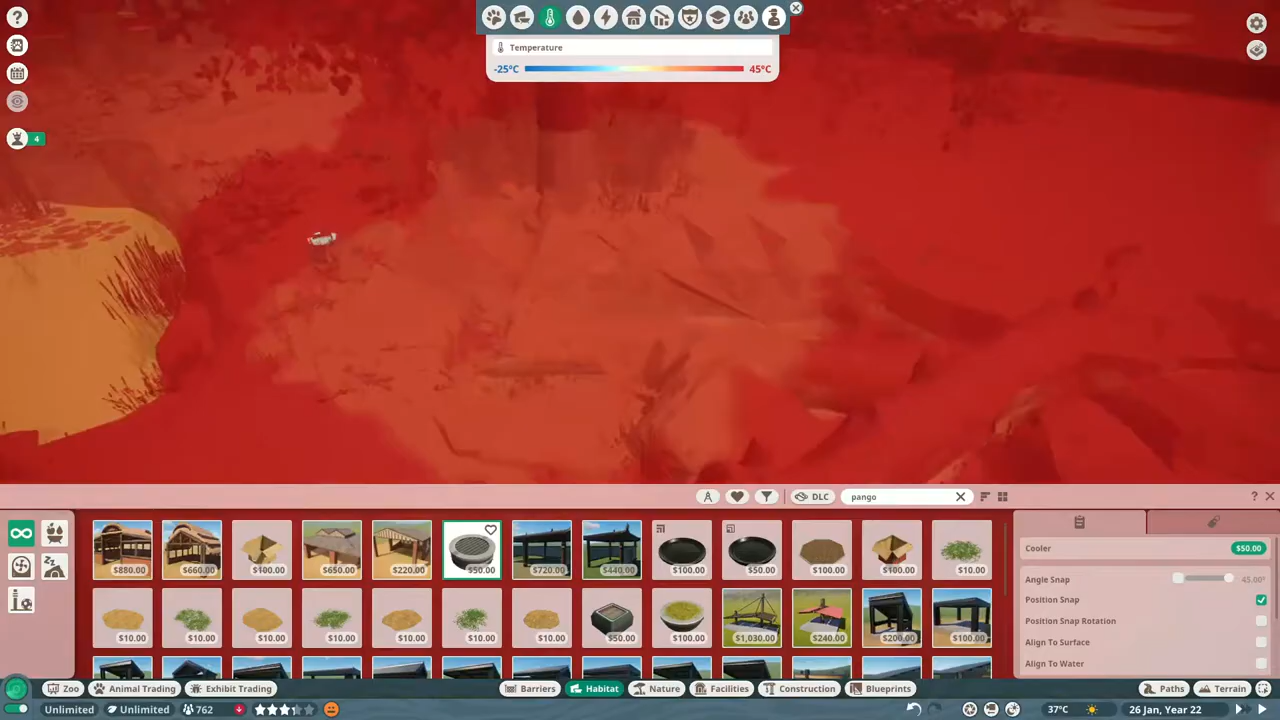 ?
4
Temperature
-25°C 45°C
DLC pango
?
$880.00 $660.00 $100.00 $650.00 $220.00 $50.00 $720.00 $440.00 $100.00 $50.00 $100.00 $100.00 $10.00
$10.00 $10.00 $10.00 $10.00 $10.00 $10.00 $10.00 $50.00 $100.00 $1,030.00 $240.00 $200.00 $100.00
Cooler $50.00
Angle Snap 45.00°
Position Snap
Position Snap Rotation
Align To Surface
Align To Water
Zoo Animal Trading Exhibit Trading Barriers Habitat Nature Facilities Construction Blueprints Paths Terrain
Unlimited Unlimited 762 37°C 26 Jan, Year 22